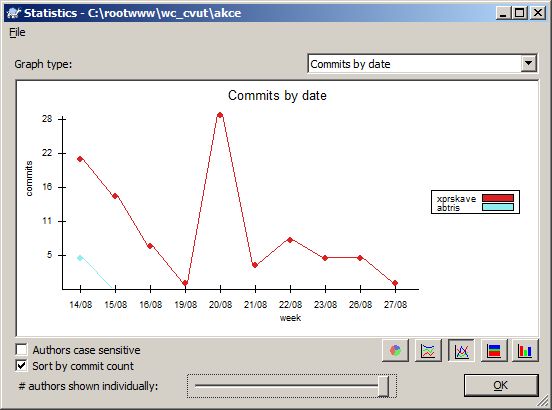 Statistics - C:\rootwww\wc_cvut\akce
File
Graph type:
Commits by date
Commits by date
28
22
16
11
5
commits
xprskave
abtris
14/08 15/08 16/08 19/08 20/08 21/08 22/08 23/08 26/08 27/08
week
Authors case sensitive
Sort by commit count
# authors shown individually:
OK